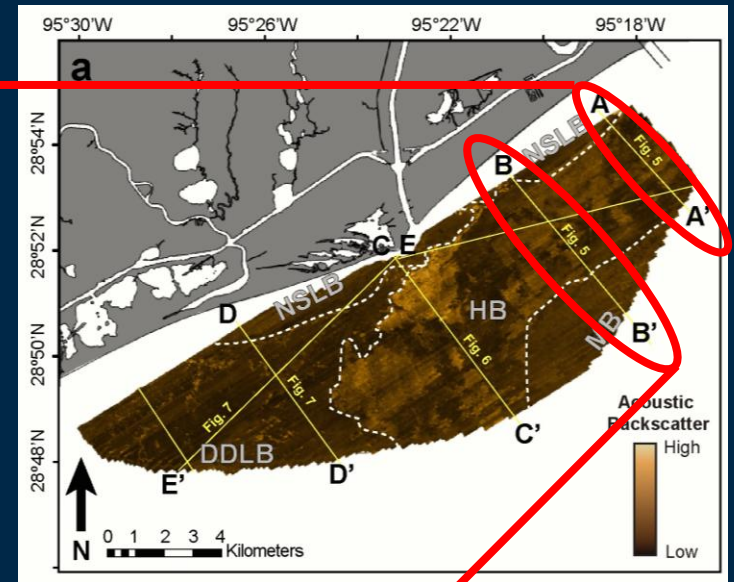 95°30'W
95°26'W
95°22'W
95°18'W
a
28°54'N
28°52'N
28°50'N
28°48'N
A
NSLB
Fig. 5
B
A'
C E
Fig. 5
NSLB
HB
D
B'
Fig. 6
Fig. 7
Fig. 7
C'
DDLB
D'
E'
Acoustic
Backscatter
High
Low
N
0 1 2 3 4
Kilometers